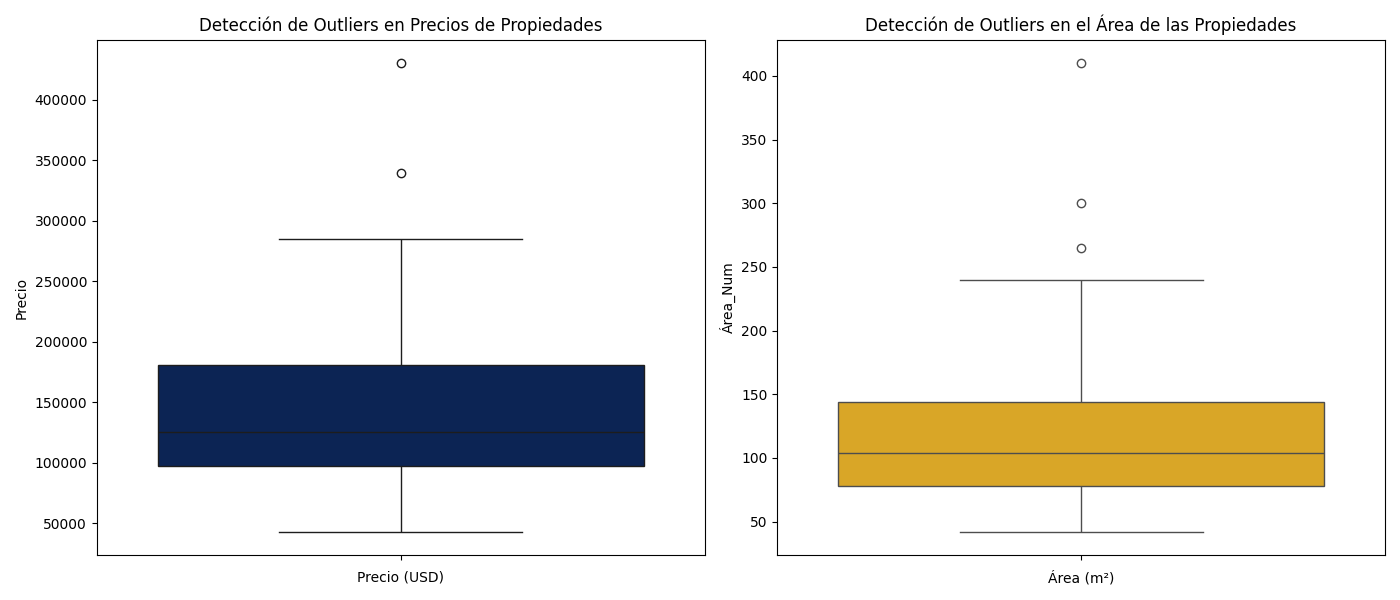 Detección de Outliers en Precios de Propiedades
Precio
400000
350000
300000
250000
200000
150000
100000
50000
Precio (USD)
Detección de Outliers en el Área de las Propiedades
Área_Num
400
350
300
250
200
150
100
50
Área (m²)